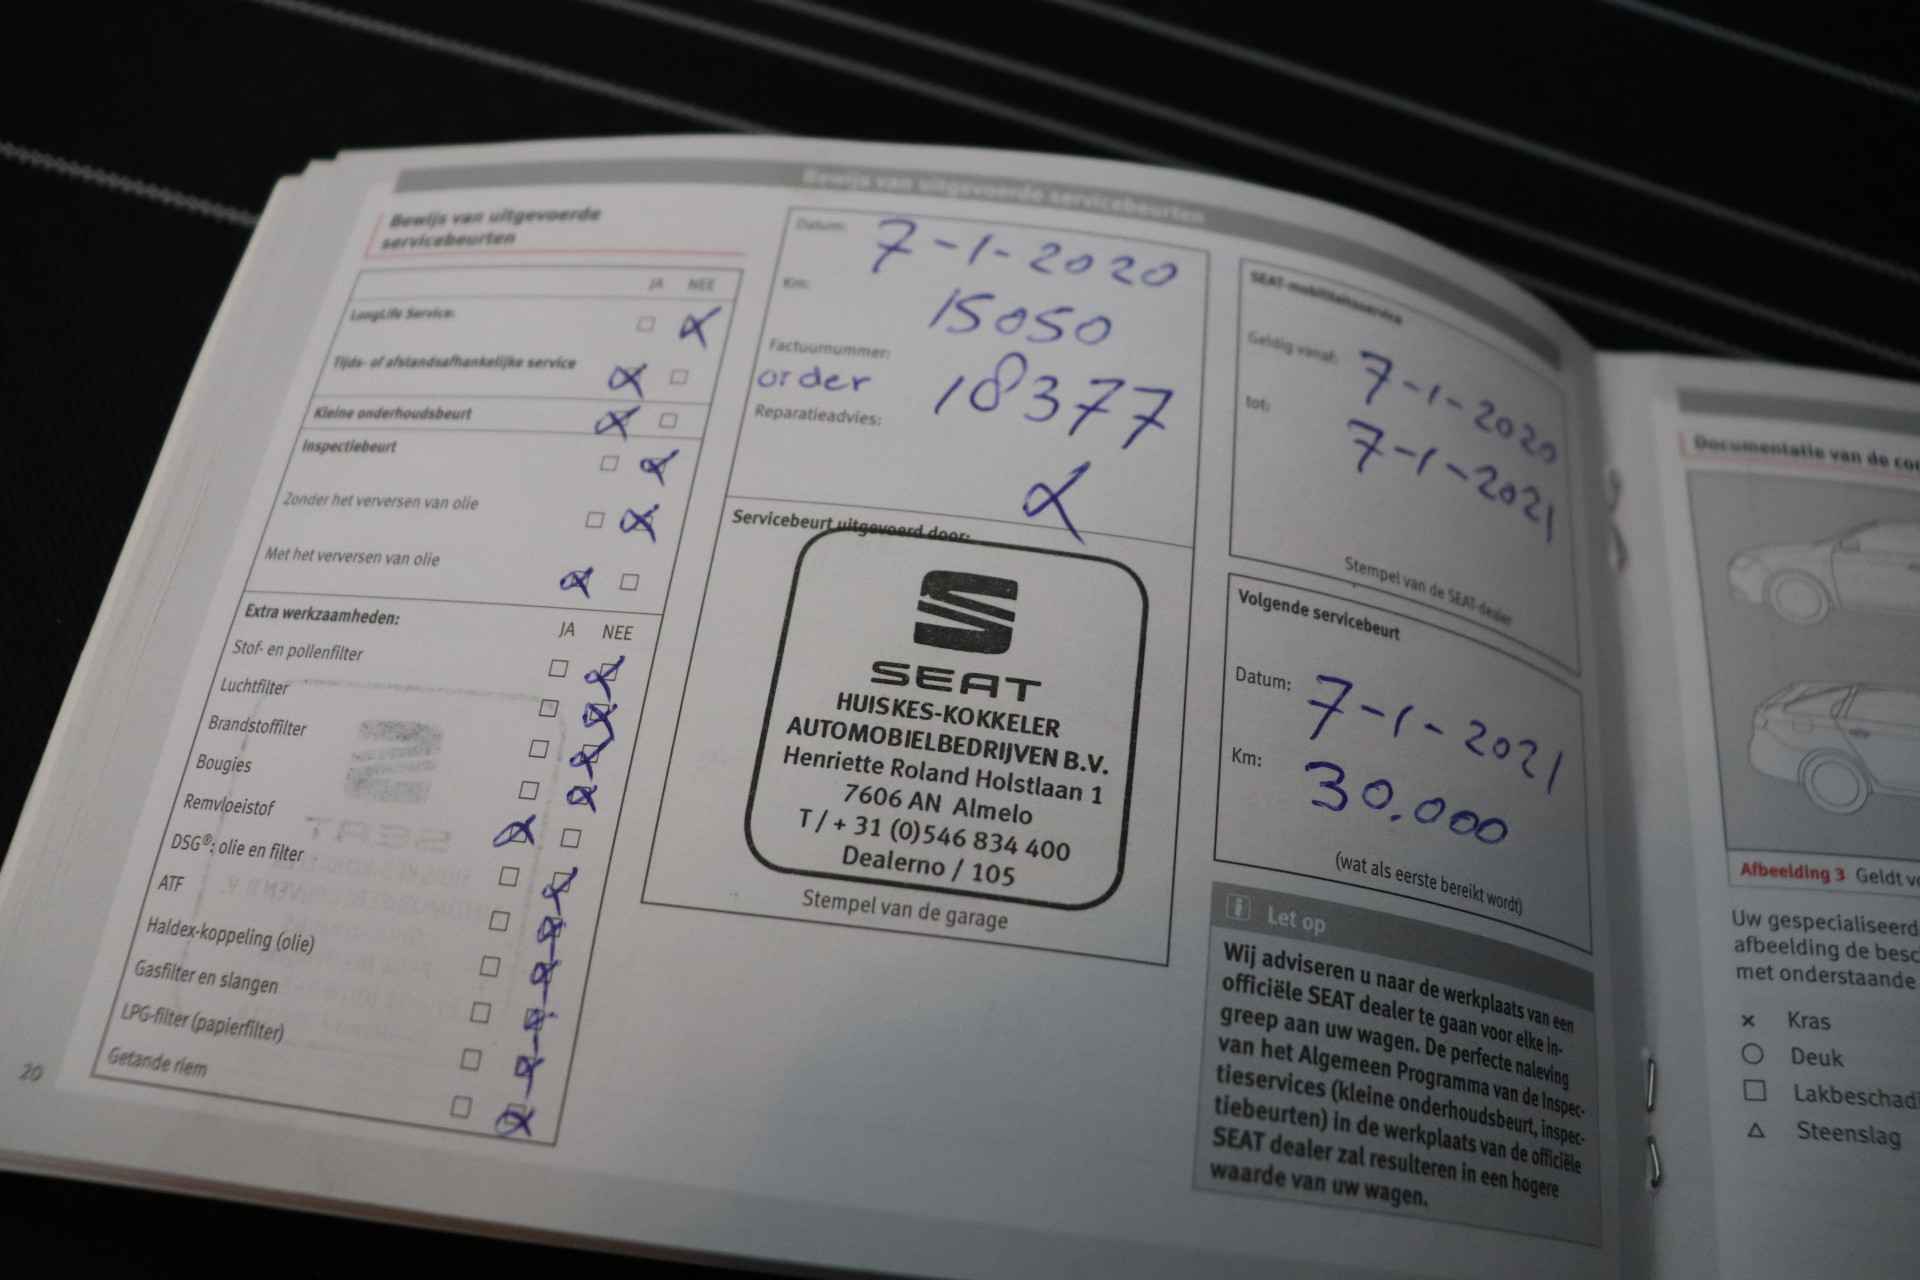 Bewijs van uitgevoerde servicebeurten
Bewijs van uitgevoerde
servicebeurten
JA NEE
LongLife Service:
Tijds- of afstandsafhankelijke service
Kleine onderhoudsbeurt
Inspectiebeurt
Zonder het verversen van olie
Met het verversen van olie
Extra werkzaamheden:
JA NEE
Stof- en pollenfilter
Luchtfilter
Brandstoffilter
Bougies
Remvloeistof
DSG®: olie en filter
ATF
Haldex-koppeling (olie)
Gasfilter en slangen
LPG-filter (papierfilter)
Getande riem
20
Datum: 7-1-2020
Km: 15050
Factuurnummer:
order 18377
Reparatieadvies:
Servicebeurt uitgevoerd door:
SEAT
HUISKES-KOKKELER
AUTOMOBIELBEDRIJVEN B.V.
Henriette Roland Holstlaan 1
7606 AN Almelo
T / + 31 (0)546 834 400
Dealerno / 105
Stempel van de garage
SEAT-mobiliteitsservice
Geldig vanaf: 7-1-2020
tot: 7-1-2021
Stempel van de SEAT-dealer
Volgende servicebeurt
Datum: 7-1-2021
Km: 30.000
(wat als eerste bereikt wordt)
i Let op
Wij adviseren u naar de werkplaats van een
officiële SEAT dealer te gaan voor elke in-
greep aan uw wagen. De perfecte naleving
van het Algemeen Programma van de Inspec-
tieservices (kleine onderhoudsbeurt, inspec-
tiebeurten) in de werkplaats van de officiële
SEAT dealer zal resulteren in een hogere
waarde van uw wagen.
Documentatie van de
Afbeelding 3 Geldt
Uw gespecialiseerd
afbeelding de besc
met onderstaande
× Kras
Deuk
Lakbeschadi
Steenslag